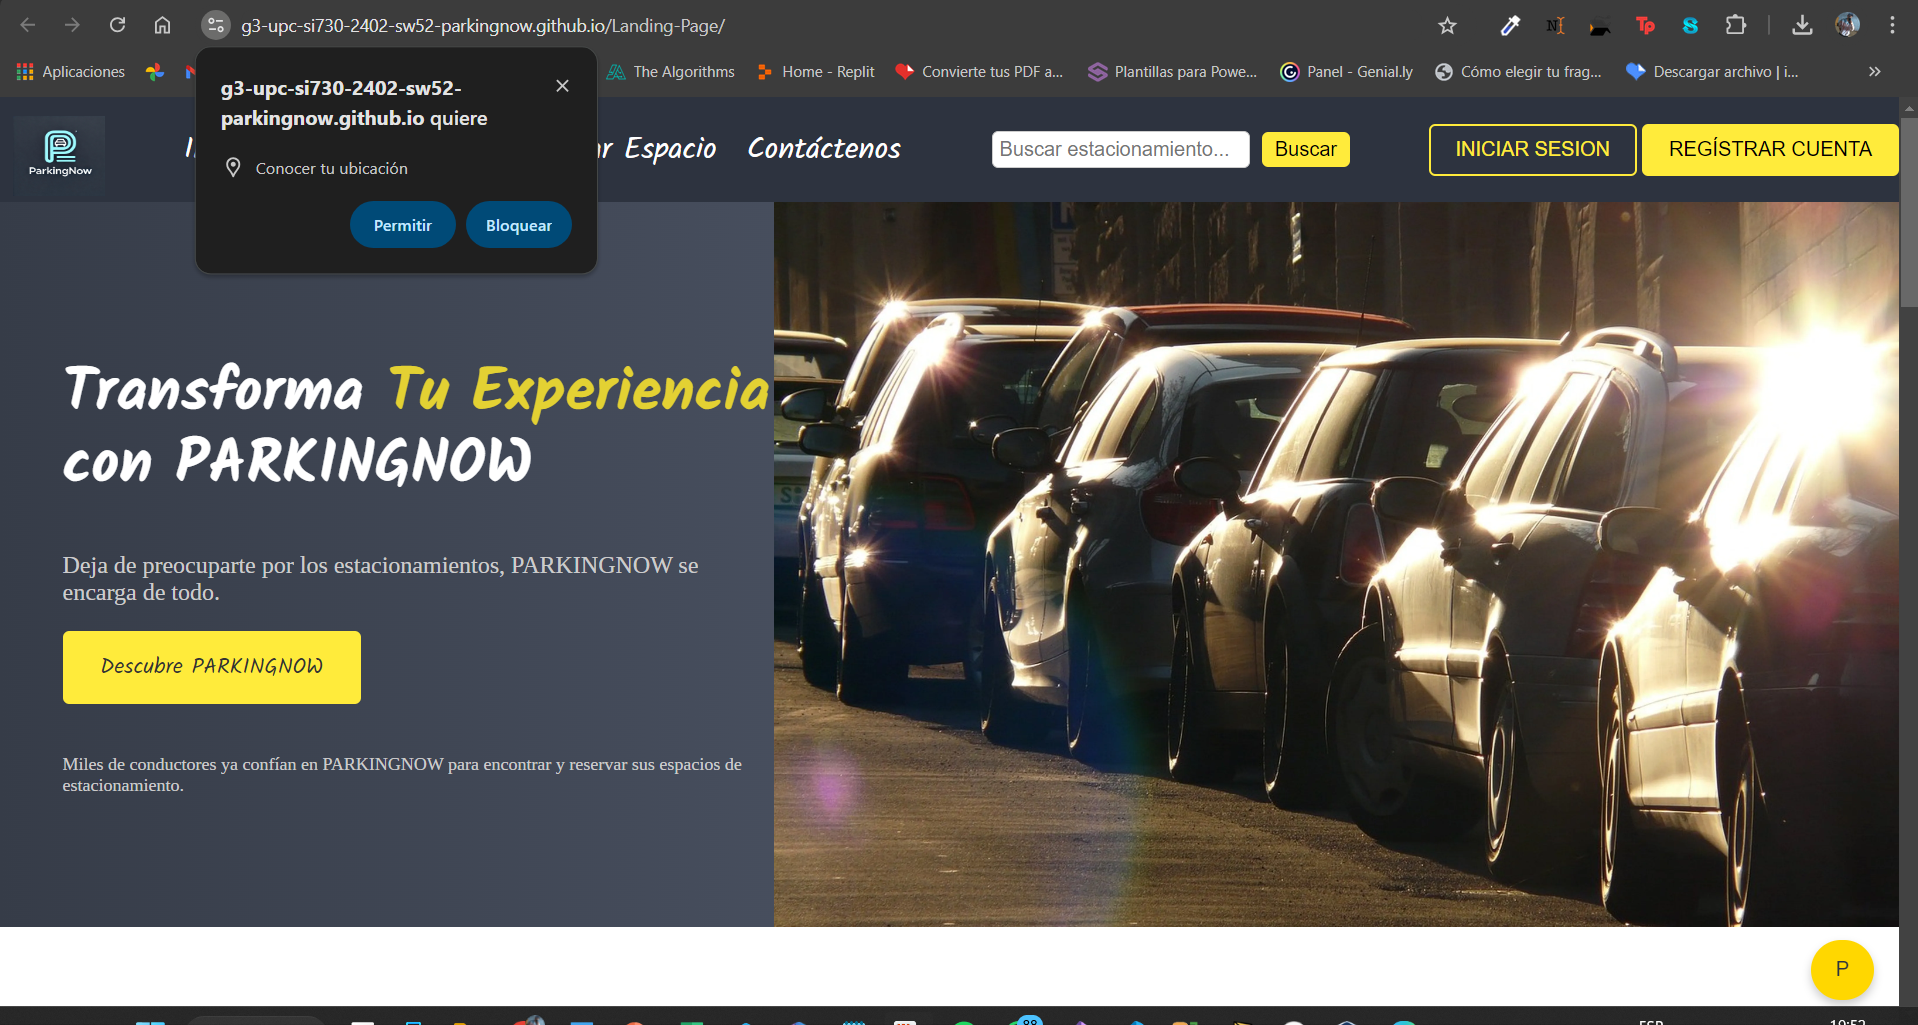 g3-upc-si730-2402-sw52-parkingnow.github.io/Landing-Page/
Aplicaciones
The Algorithms
Home - Replit
Convierte tus PDF a...
Plantillas para Powe...
Panel - Genial.ly
Cómo elegir tu frag...
Descargar archivo | i...
g3-upc-si730-2402-sw52-
parkingnow.github.io quiere
Conocer tu ubicación
Permitir
Bloquear
ParkingNow
Espacio
Contáctenos
Buscar estacionamiento...
Buscar
INICIAR SESION
REGÍSTRAR CUENTA
Transforma Tu Experiencia
con PARKINGNOW
Deja de preocuparte por los estacionamientos, PARKINGNOW se
encarga de todo.
Descubre PARKINGNOW
Miles de conductores ya confían en PARKINGNOW para encontrar y reservar sus espacios de
estacionamiento.
P